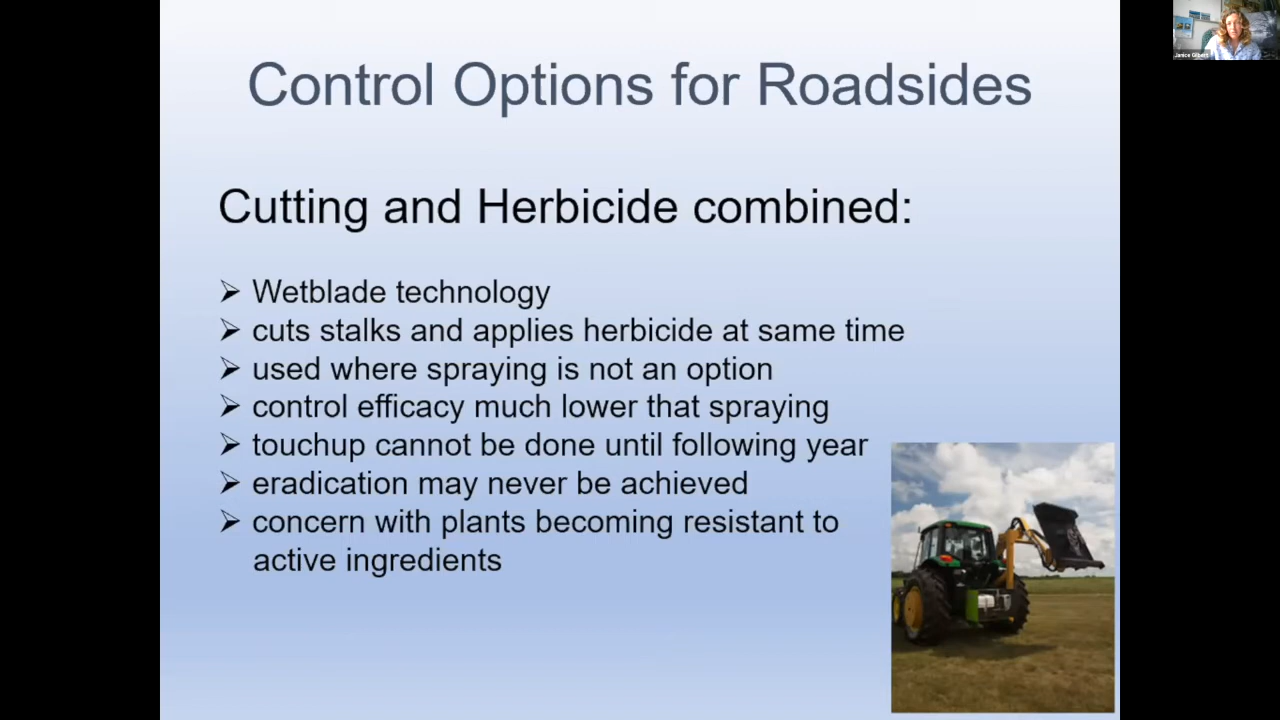 Janice Gilbert
Control Options for Roadsides
Cutting and Herbicide combined:
➢ Wetblade technology
➢ cuts stalks and applies herbicide at same time
➢ used where spraying is not an option
➢ control efficacy much lower that spraying
➢ touchup cannot be done until following year
➢ eradication may never be achieved
➢ concern with plants becoming resistant to
active ingredients